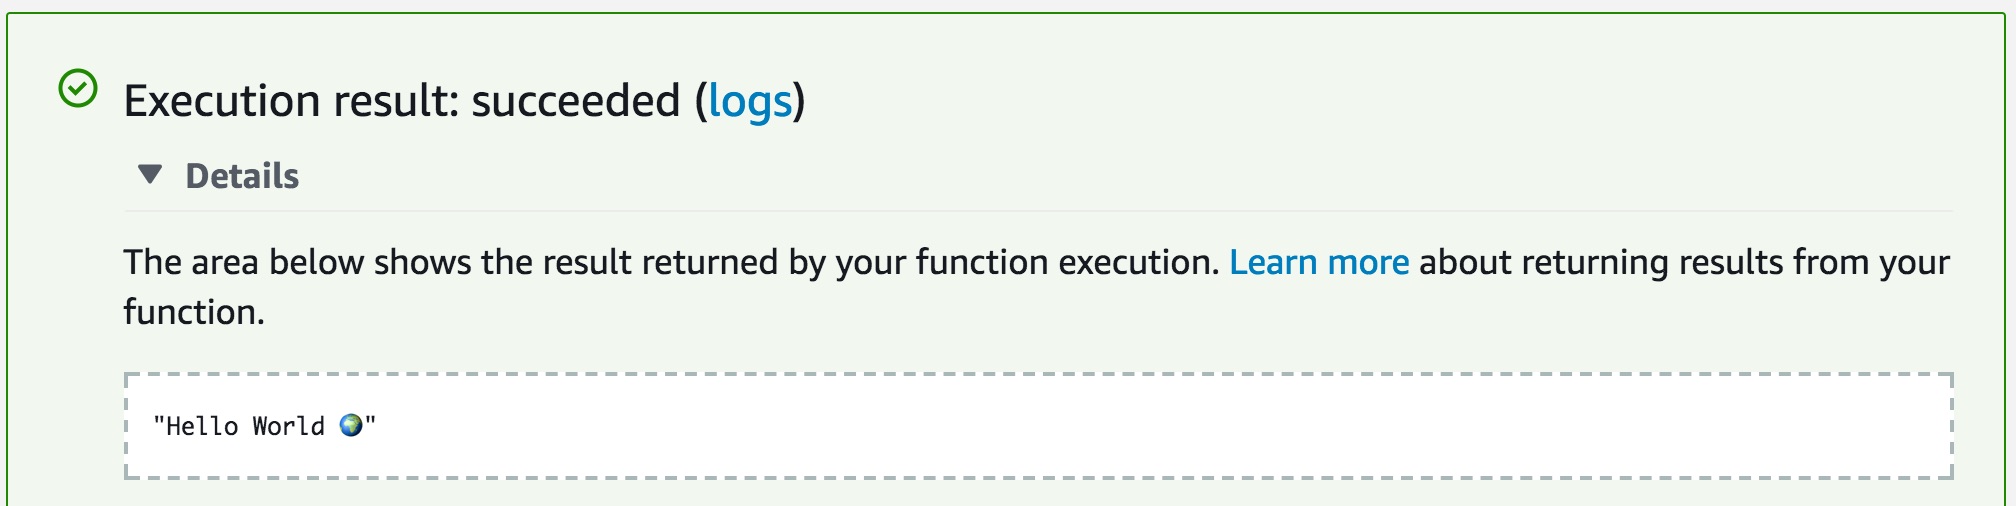 Execution result: succeeded (logs)
Details
The area below shows the result returned by your function execution. Learn more about returning results from your
function.
"Hello World 🌍"